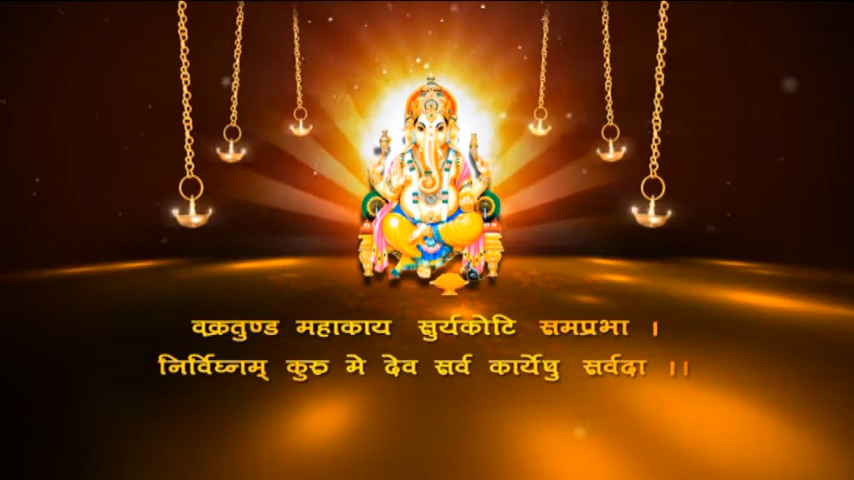 वक्रतुण्ड महाकाय सुर्यकोटि समप्रभा ।
निर्विघ्नम् कुरु मे देव सर्व कार्येषु सर्वदा ।।